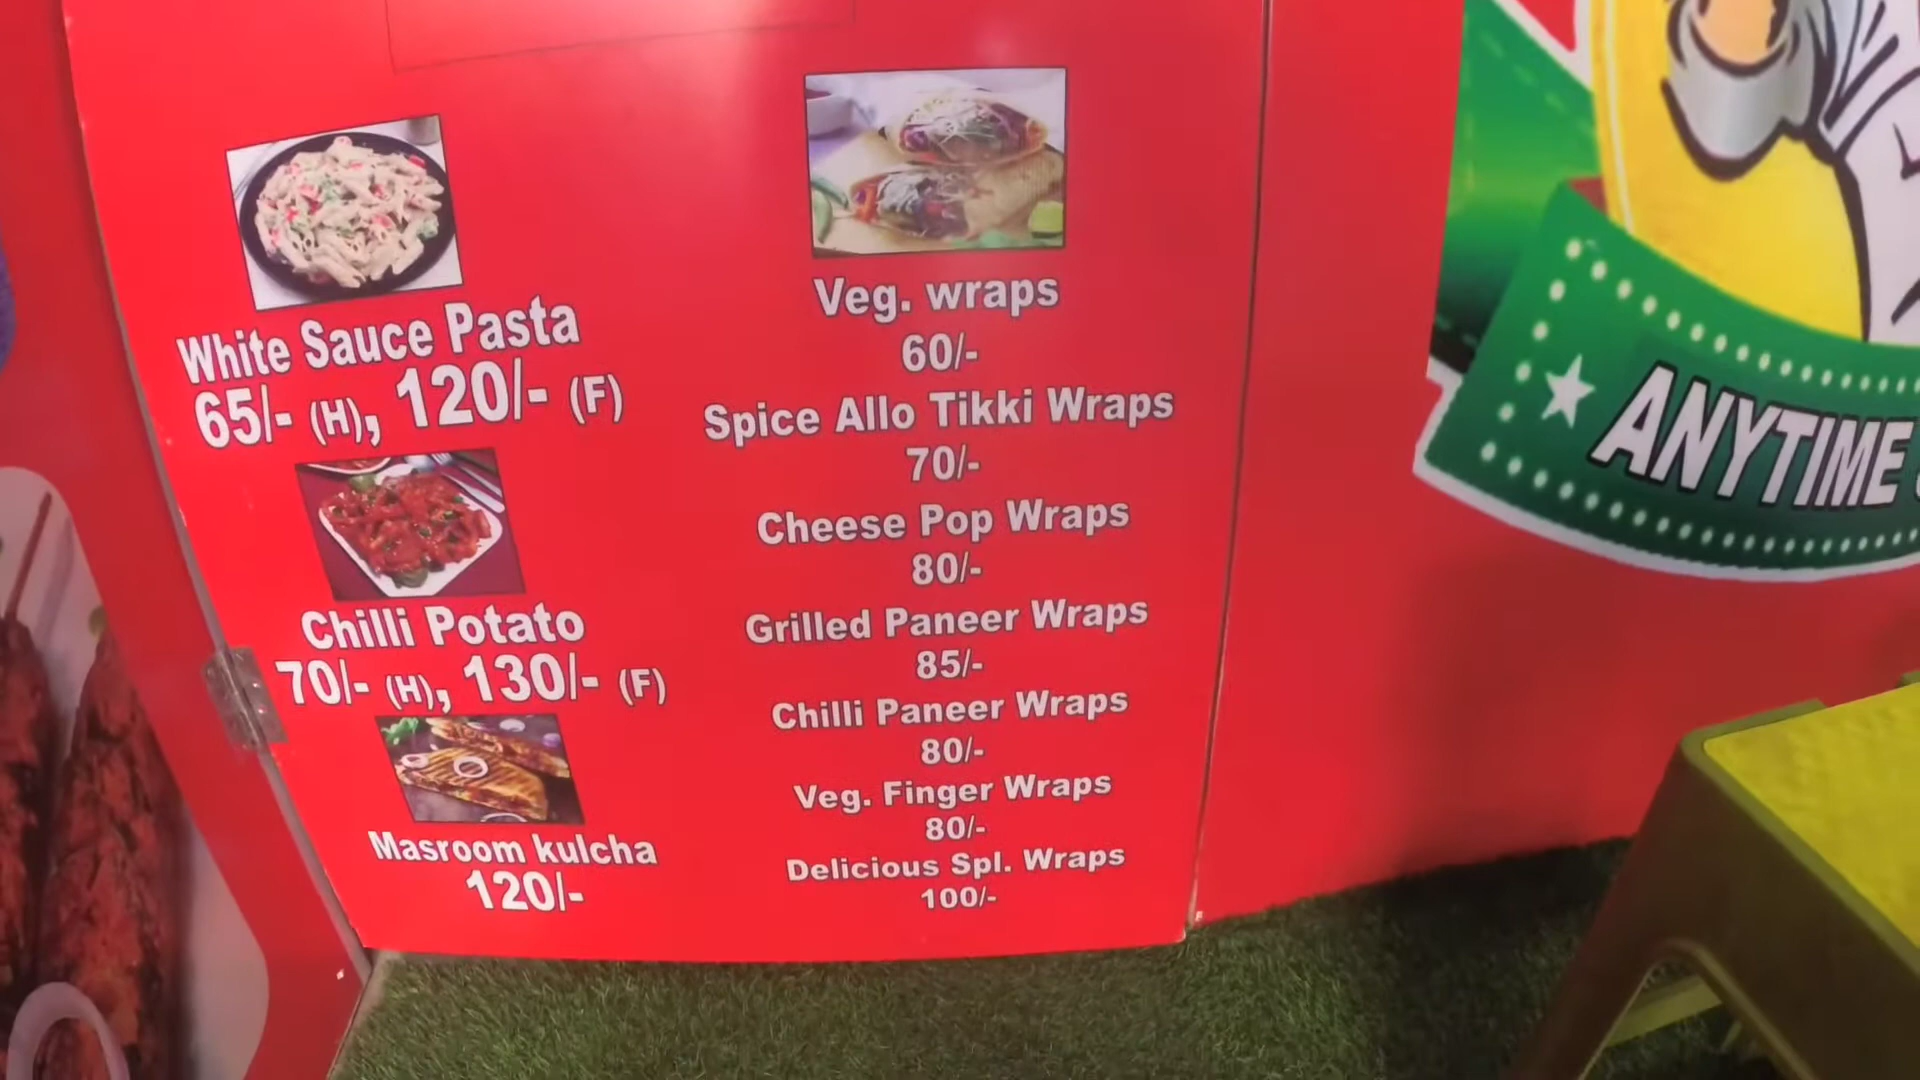 White Sauce Pasta
65/- (H), 120/- (F)
Chilli Potato
70/- (H), 130/- (F)
Masroom kulcha
120/-
Veg. wraps
60/-
Spice Allo Tikki Wraps
70/-
Cheese Pop Wraps
80/-
Grilled Paneer Wraps
85/-
Chilli Paneer Wraps
80/-
Veg. Finger Wraps
80/-
Delicious Spl. Wraps
100/-
ANYTIME